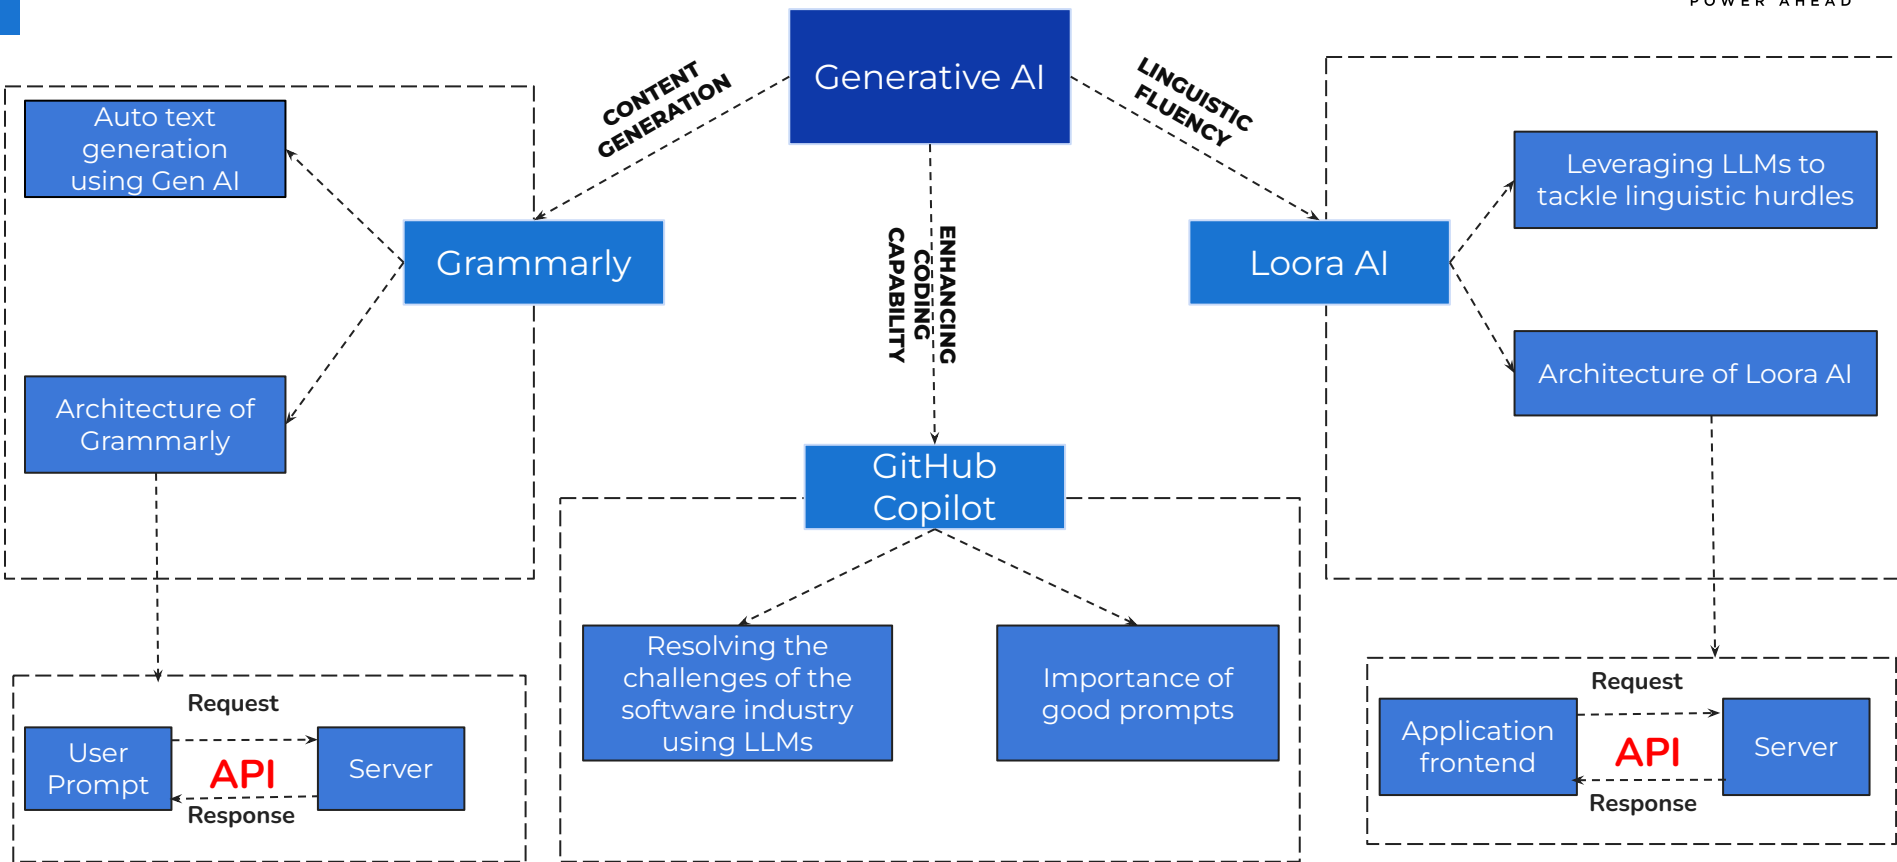 POWER AHEAD
Generative AI
CONTENT
GENERATION
LINGUISTIC
FLUENCY
Auto text
generation
using Gen AI
Leveraging LLMs to
tackle linguistic hurdles
Grammarly
ENHANCING
CODING
CAPABILITY
Loora AI
Architecture of
Grammarly
Architecture of Loora AI
GitHub
Copilot
Resolving the
challenges of the
software industry
using LLMs
Importance of
good prompts
Request
User
Prompt
API
Server
Response
Request
Application
frontend
API
Server
Response